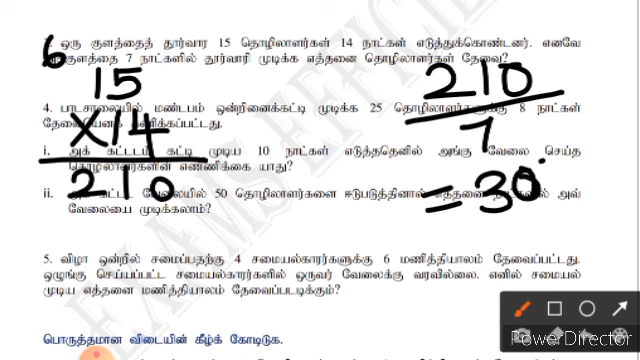 6
ஒரு குளத்தைத் தூர்வார 15 தொழிலாளர்கள் 14 நாட்கள் எடுத்துக்கொண்டனர். எனவே
குளத்தை 7 நாட்களில் தூர்வாரி முடிக்க எத்தனை தொழிலாளர்கள் தேவை?
15
×14
210
210
7
=30
4. பாடசாலையில் மண்டபம் ஒன்றினைக்கட்டி முடிக்க 25 தொழிலாளர்களுக்கு 8 நாட்கள்
i. அக் கட்டடம் கட்டி முடிய 10 நாட்கள் எடுத்ததெனில் அங்கு வேலை செய்த
தொழிலாளர்களின் எண்ணிக்கை யாது?
ii. வேலையில் 50 தொழிலாளர்களை ஈடுபடுத்தினால் அவ்
வேலையை முடிக்கலாம்?
5. விழா ஒன்றில் சமைப்பதற்கு 4 சமையல்காரர்களுக்கு 6 மணித்தியாலம் தேவைப்பட்டது.
ஒழுங்கு செய்யப்பட்ட சமையல்காரர்களில் ஒருவர் வேலைக்கு வரவில்லை. எனில் சமையல்
முடிய எத்தனை மணித்தியாலம் தேவைப்படடிக்கும்?
பொருத்தமான விடையின் கீழ்க் கோடிடுக.
PowerDirector